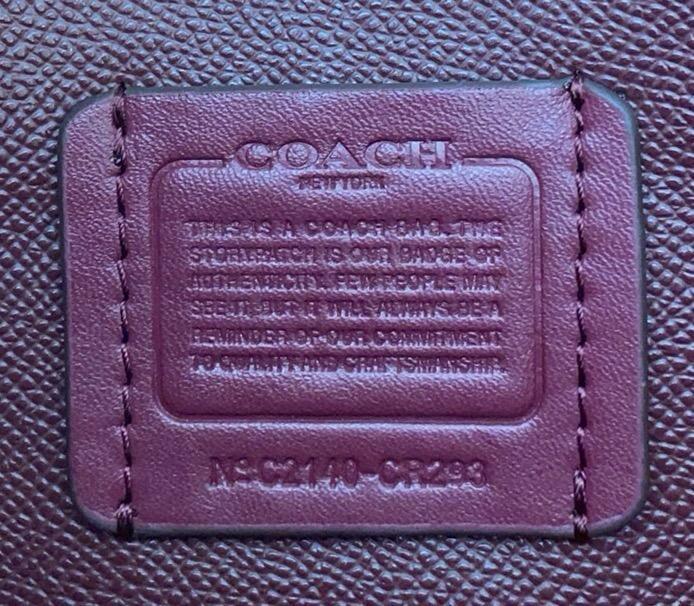 COACH
NEW YORK
THIS IS A COACH BAG. THE
STORYPATCH IS OUR BADGE OF
AUTHENTICITY. FEW PEOPLE MAY
SEE IT, BUT IT WILL ALWAYS BE A
REMINDER OF OUR COMMITMENT
TO QUALITY AND CRAFTSMANSHIP.
Nº C2140-CR293